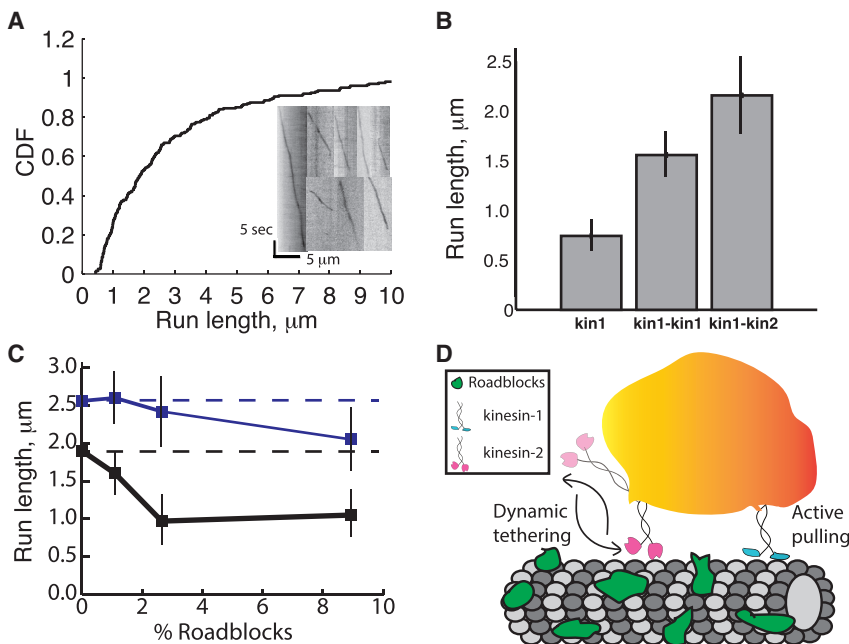 A
1.2
1
0.8
0.6
0.4
0.2
0
CDF
0 1 2 3 4 5 6 7 8 9 10
Run length, μm
5 sec
5 μm
B
2.5
2.0
1.5
1.0
0.5
0
Run length, μm
kin1 kin1-kin1 kin1-kin2
C
3.0
2.5
2.0
1.5
1.0
0.5
0.0
Run length, μm
0 2 4 6 8 10
% Roadblocks
D
Roadblocks
kinesin-1
kinesin-2
Dynamic
tethering
Active
pulling